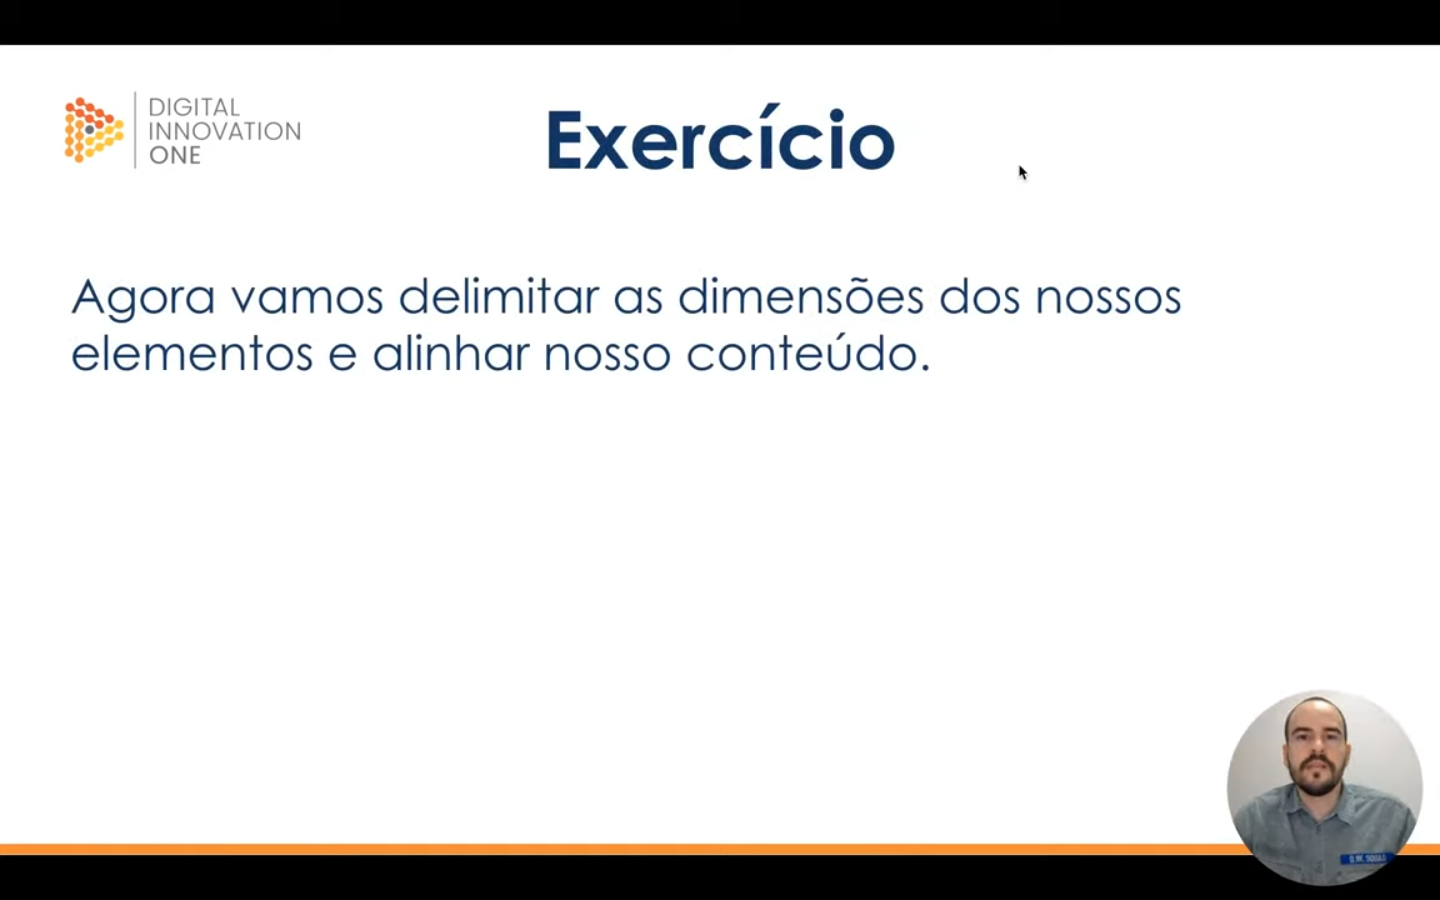 DIGITAL
INNOVATION
ONE
Exercício
Agora vamos delimitar as dimensões dos nossos
elementos e alinhar nosso conteúdo.